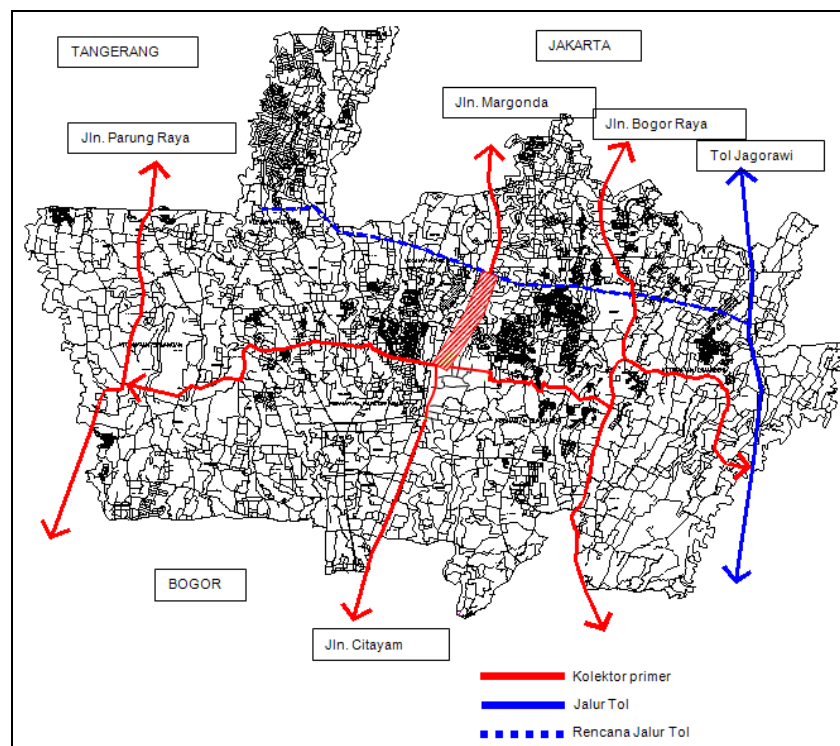 TANGERANG
JAKARTA
Jln. Margonda
Jln. Parung Raya
Jln. Bogor Raya
Tol Jagorawi
BOGOR
Jln. Citayam
Kolektor primer
Jalur Tol
Rencana Jalur Tol